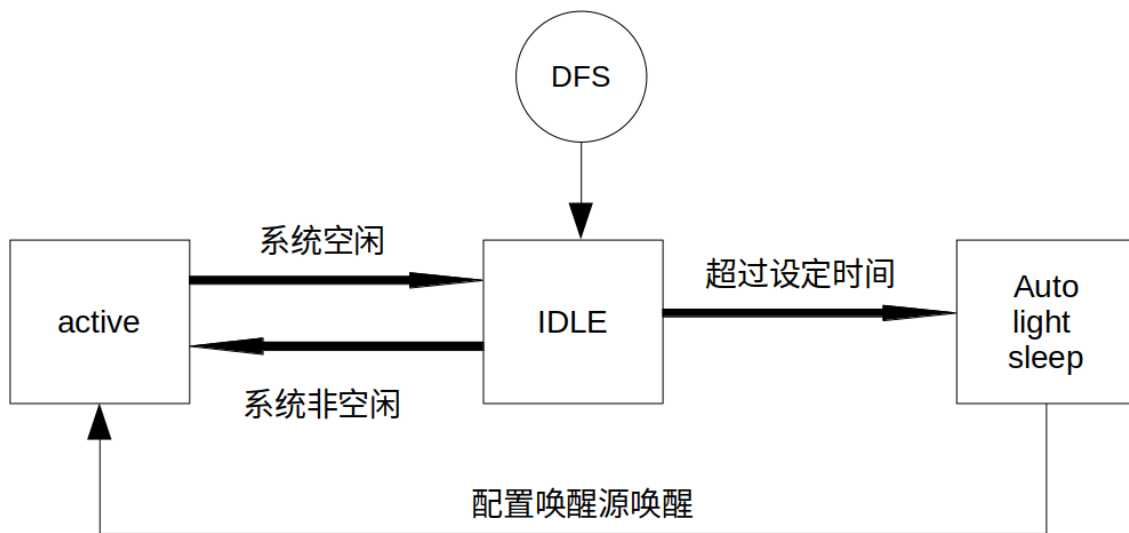 DFS
系统空闲
超过设定时间
active
IDLE
Auto
light
sleep
系统非空闲
配置唤醒源唤醒